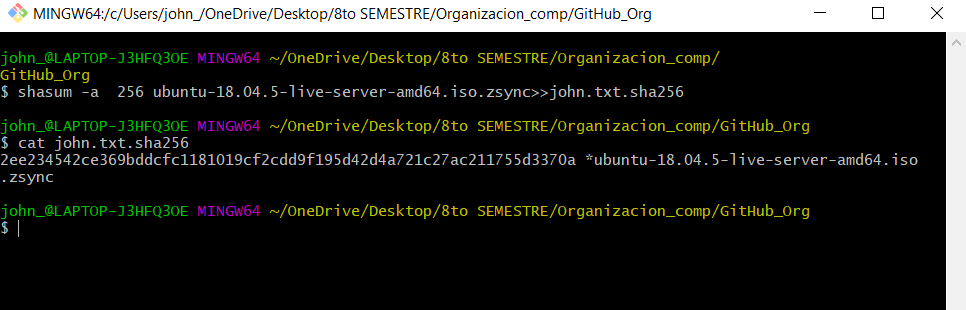 MINGW64:/c/Users/john_/OneDrive/Desktop/8to SEMESTRE/Organizacion_comp/GitHub_Org
john_@LAPTOP-J3HFQ3OE MINGW64 ~/OneDrive/Desktop/8to SEMESTRE/Organizacion_comp/
GitHub_Org
$ shasum -a  256 ubuntu-18.04.5-live-server-amd64.iso.zsync>>john.txt.sha256
john_@LAPTOP-J3HFQ3OE MINGW64 ~/OneDrive/Desktop/8to SEMESTRE/Organizacion_comp/GitHub_Org
$ cat john.txt.sha256
2ee234542ce369bddcfc1181019cf2cdd9f195d42d4a721c27ac211755d3370a *ubuntu-18.04.5-live-server-amd64.iso
.zsync
john_@LAPTOP-J3HFQ3OE MINGW64 ~/OneDrive/Desktop/8to SEMESTRE/Organizacion_comp/GitHub_Org
$